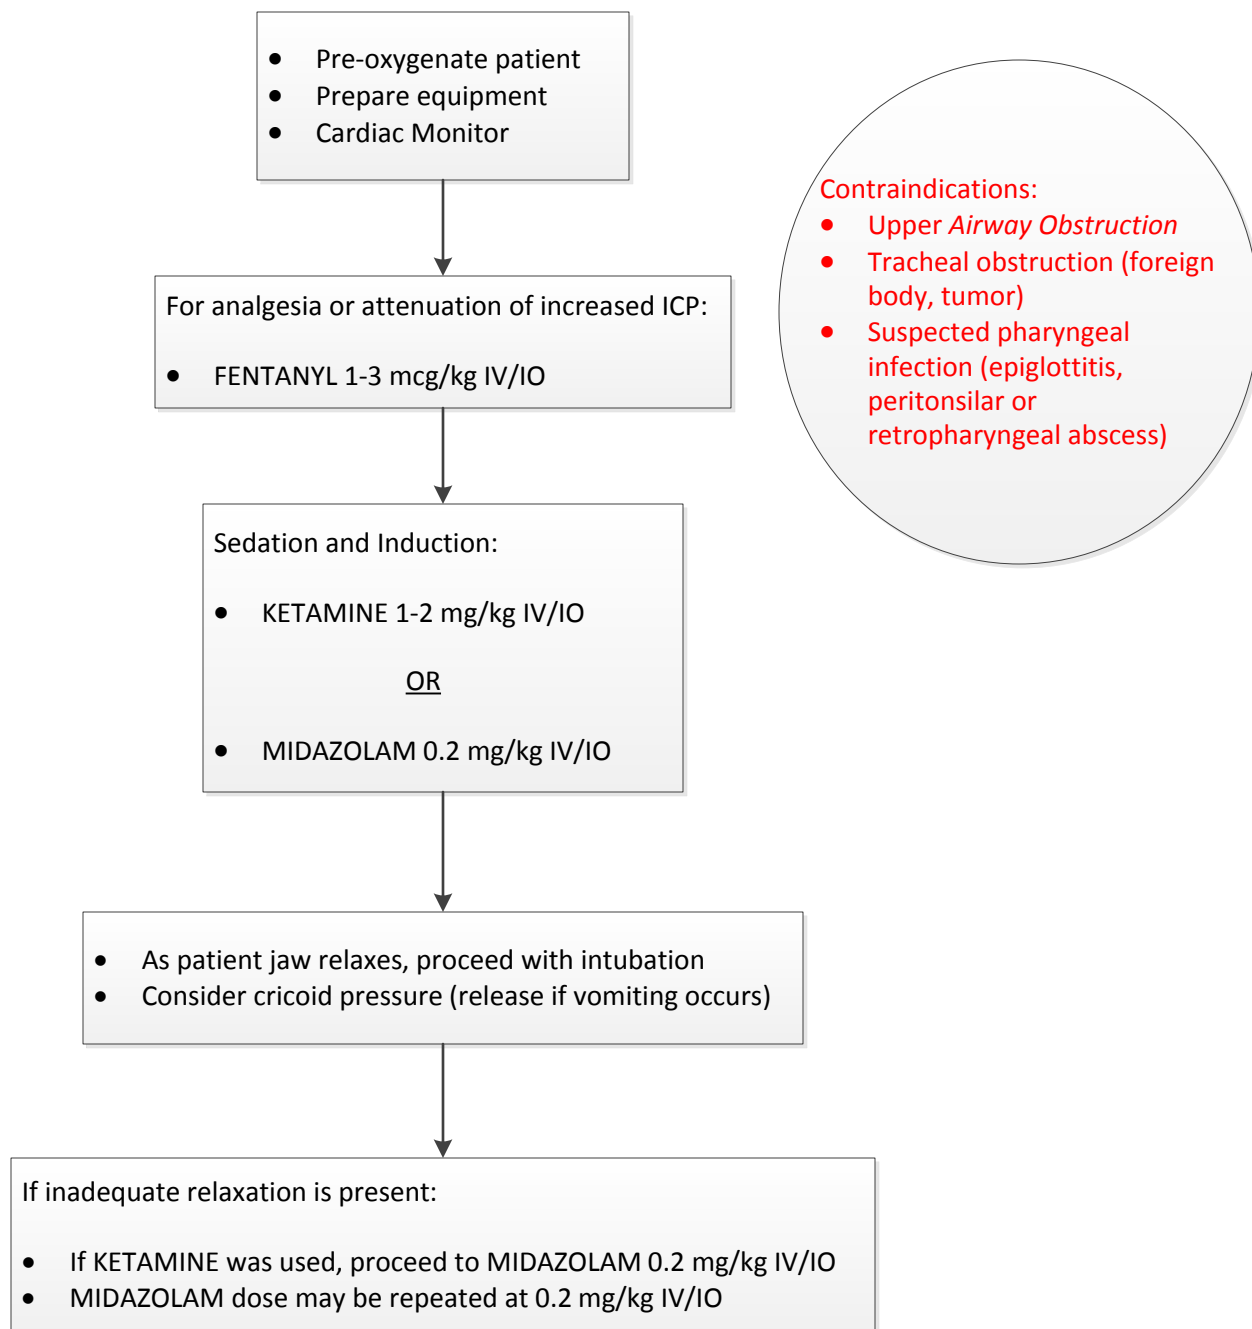 • Pre-oxygenate patient
• Prepare equipment
• Cardiac Monitor
Contraindications:
• Upper Airway Obstruction
• Tracheal obstruction (foreign
body, tumor)
• Suspected pharyngeal
infection (epiglottitis,
peritonsilar or
retropharyngeal abscess)
For analgesia or attenuation of increased ICP:
• FENTANYL 1-3 mcg/kg IV/IO
Sedation and Induction:
• KETAMINE 1-2 mg/kg IV/IO
OR
• MIDAZOLAM 0.2 mg/kg IV/IO
• As patient jaw relaxes, proceed with intubation
• Consider cricoid pressure (release if vomiting occurs)
If inadequate relaxation is present:
• If KETAMINE was used, proceed to MIDAZOLAM 0.2 mg/kg IV/IO
• MIDAZOLAM dose may be repeated at 0.2 mg/kg IV/IO